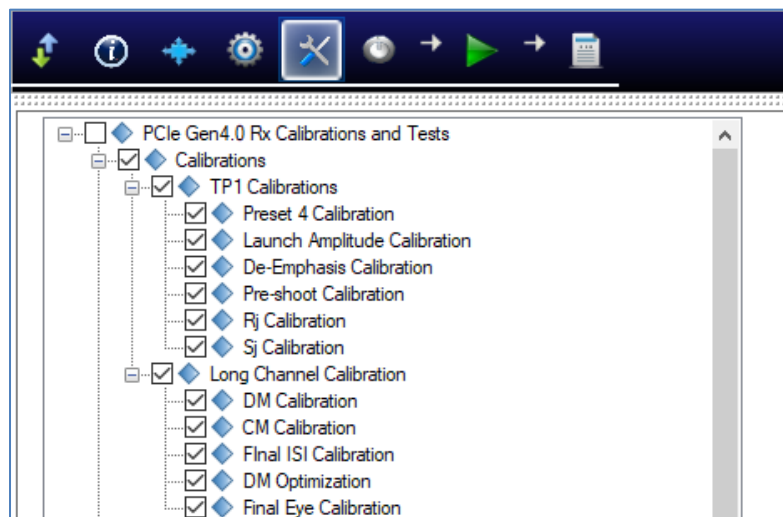 PCIe Gen4.0 Rx Calibrations and Tests
Calibrations
TP1 Calibrations
Preset 4 Calibration
Launch Amplitude Calibration
De-Emphasis Calibration
Pre-shoot Calibration
Rj Calibration
Sj Calibration
Long Channel Calibration
DM Calibration
CM Calibration
FInal ISI Calibration
DM Optimization
Final Eye Calibration